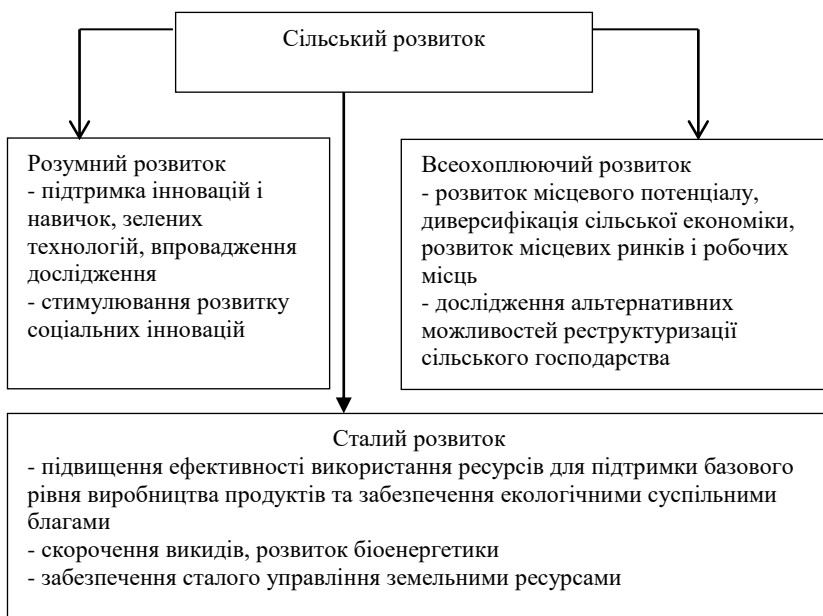 Сільський розвиток
Розумний розвиток
- підтримка інновацій і
навичок, зелених
технологій, впровадження
дослідження
- стимулювання розвитку
соціальних інновацій
Всеохоплюючий розвиток
- розвиток місцевого потенціалу,
диверсифікація сільської економіки,
розвиток місцевих ринків і робочих
місць
- дослідження альтернативних
можливостей реструктуризації
сільського господарства
Сталий розвиток
- підвищення ефективності використання ресурсів для підтримки базового
рівня виробництва продуктів та забезпечення екологічними суспільними
благами
- скорочення викидів, розвиток біоенергетики
- забезпечення сталого управління земельними ресурсами